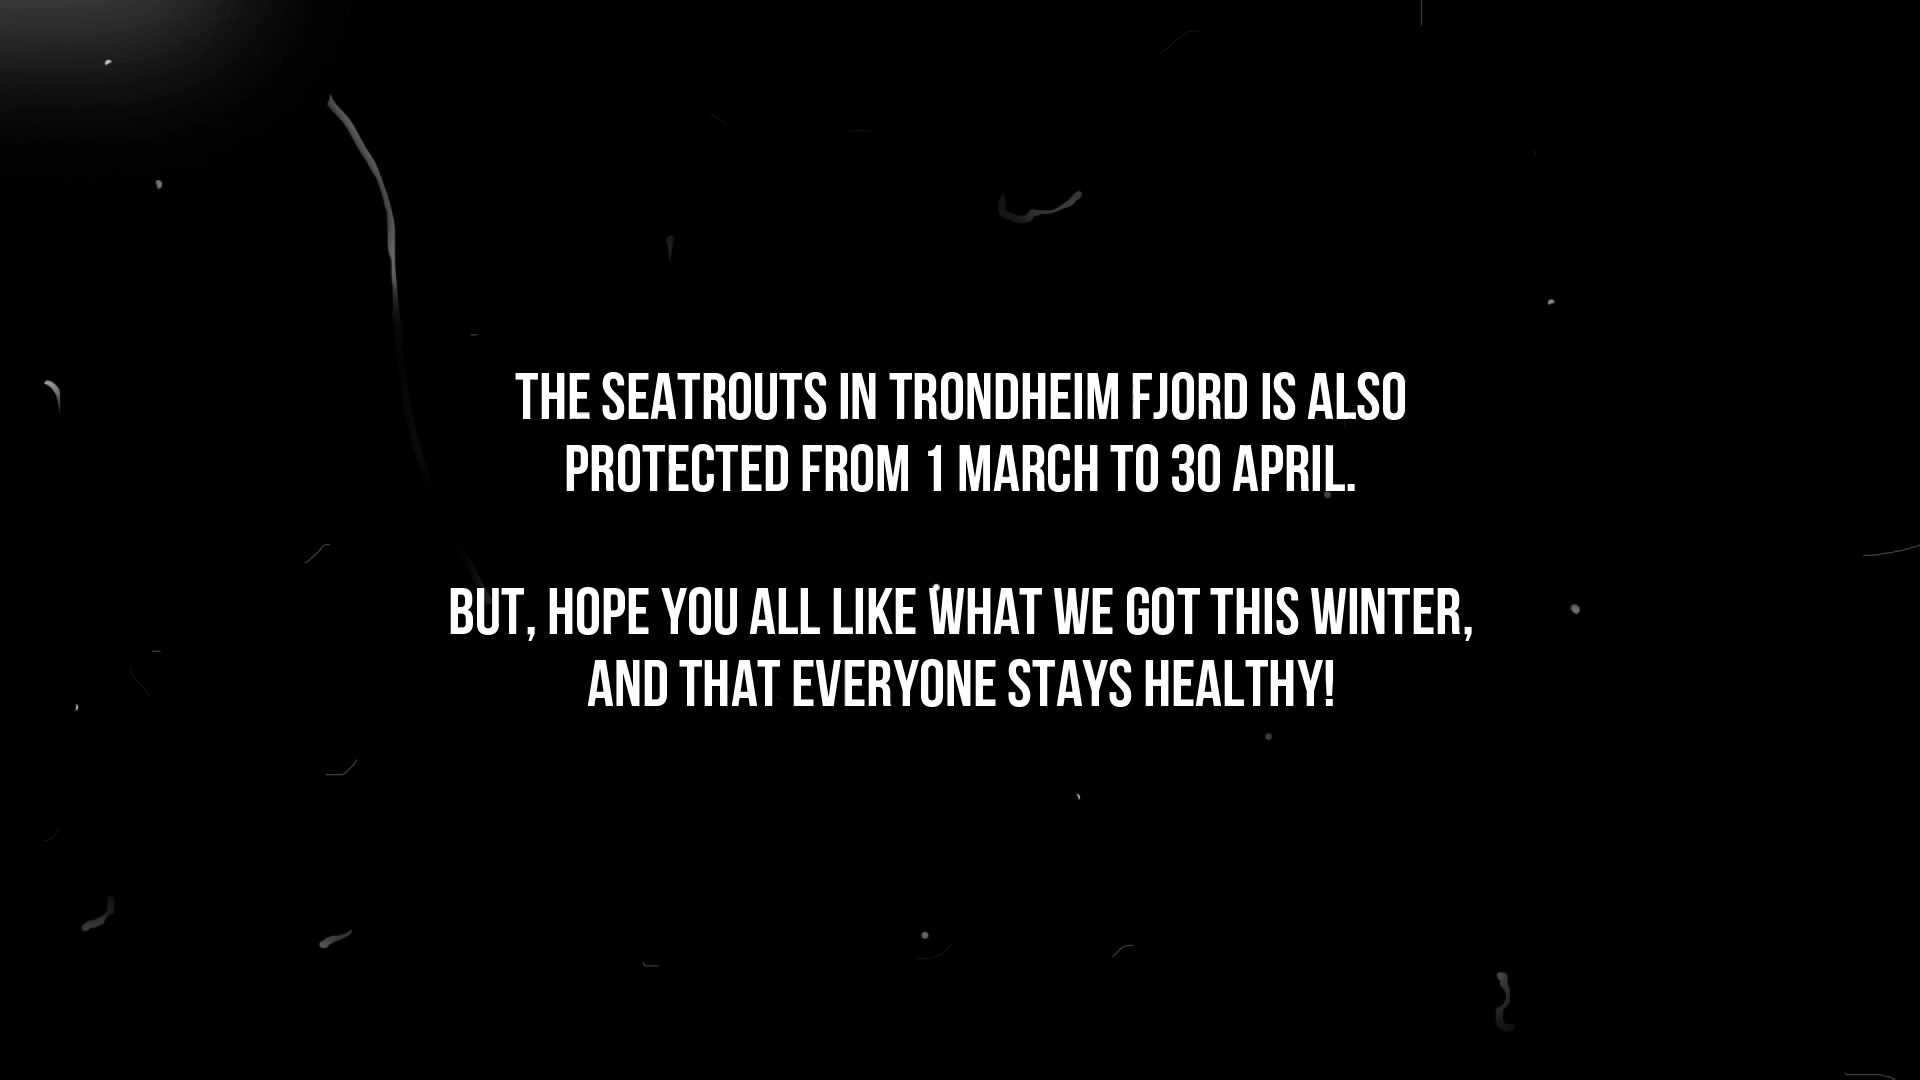 THE SEATROUTS IN TRONDHEIM FJORD IS ALSO
PROTECTED FROM 1 MARCH TO 30 APRIL.
BUT, HOPE YOU ALL LIKE WHAT WE GOT THIS WINTER,
AND THAT EVERYONE STAYS HEALTHY!